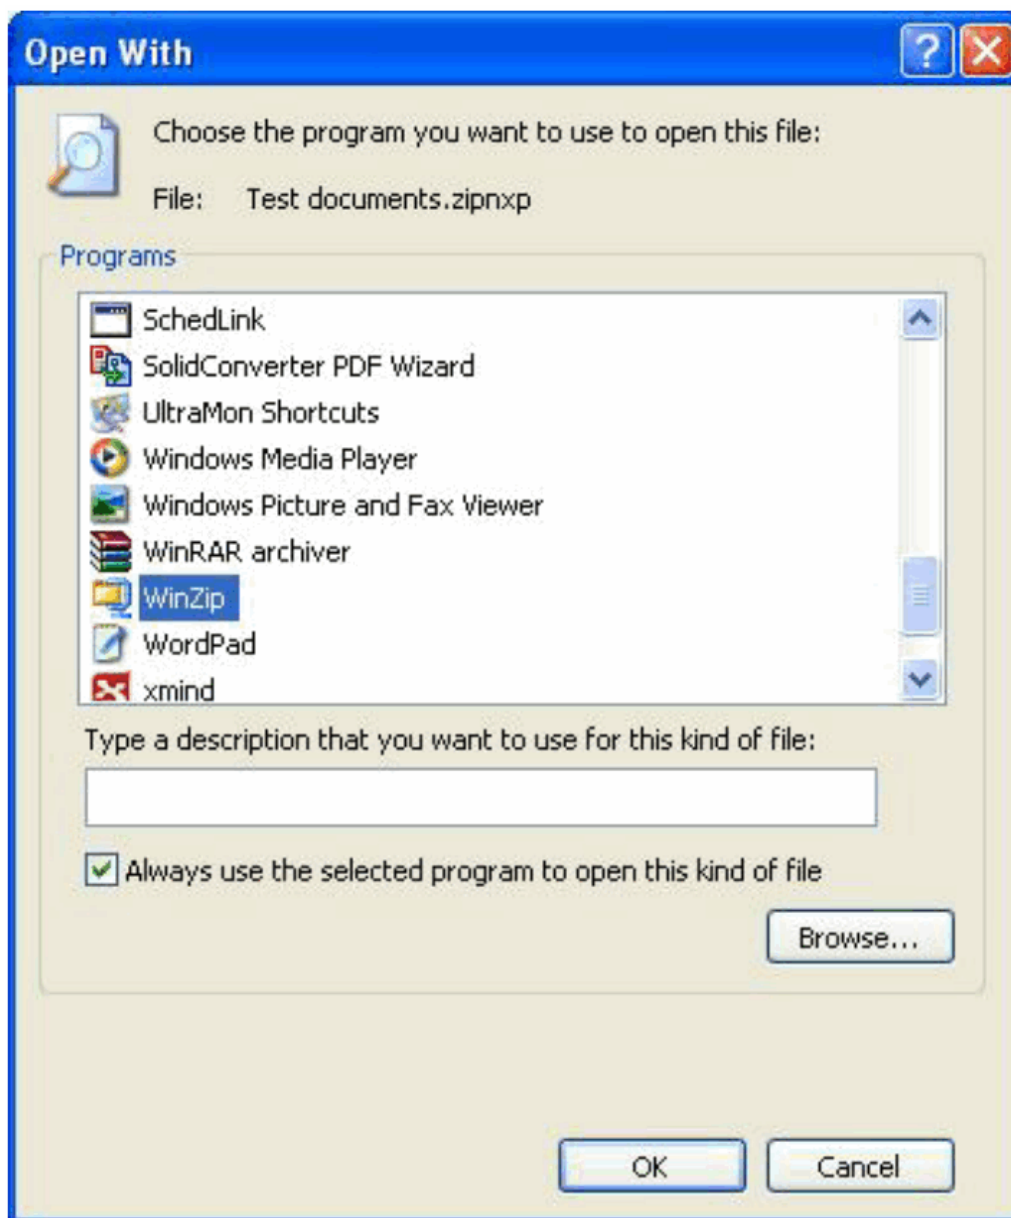 Open With
Choose the program you want to use to open this file:
File: Test documents.zipnxp
Programs
SchedLink
SolidConverter PDF Wizard
UltraMon Shortcuts
Windows Media Player
Windows Picture and Fax Viewer
WinRAR archiver
WinZip
WordPad
xmind
Type a description that you want to use for this kind of file:
Always use the selected program to open this kind of file
Browse...
OK Cancel